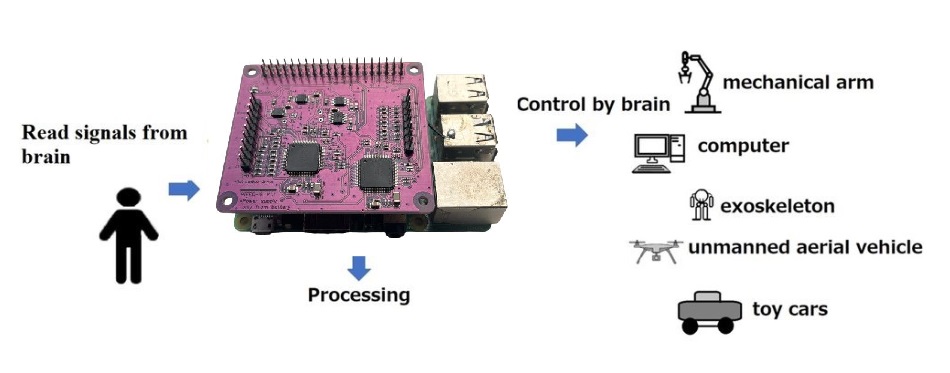 Read signals from
brain
Processing
Control by brain
mechanical arm
computer
exoskeleton
unmanned aerial vehicle
toy cars